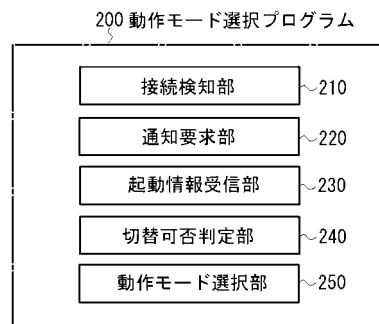 200 動作モード選択プログラム
接続検知部 210
通知要求部 220
起動情報受信部 230
切替可否判定部 240
動作モード選択部 250